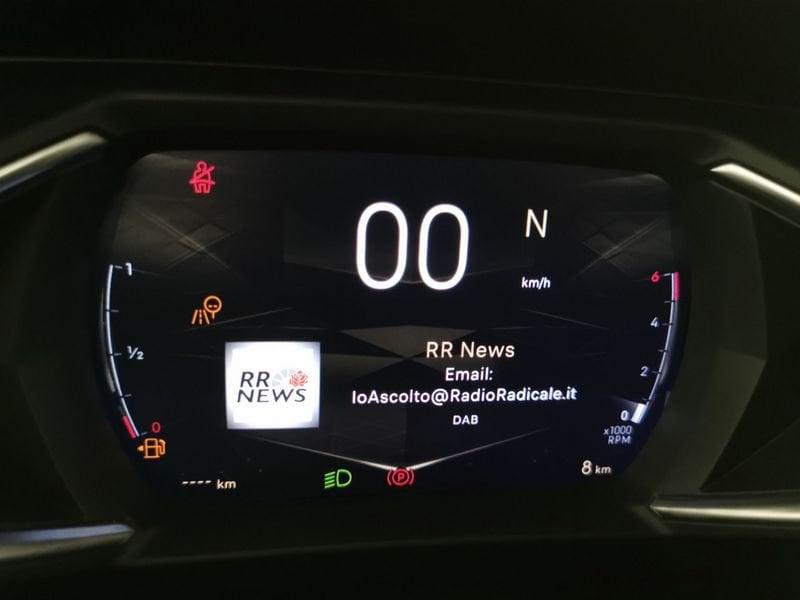 00
N
km/h
1
1/2
0
6
4
2
0
x1000
RPM
RR
NEWS
RR News
Email:
IoAscolto@RadioRadicale.it
DAB
---- km
P
8 km